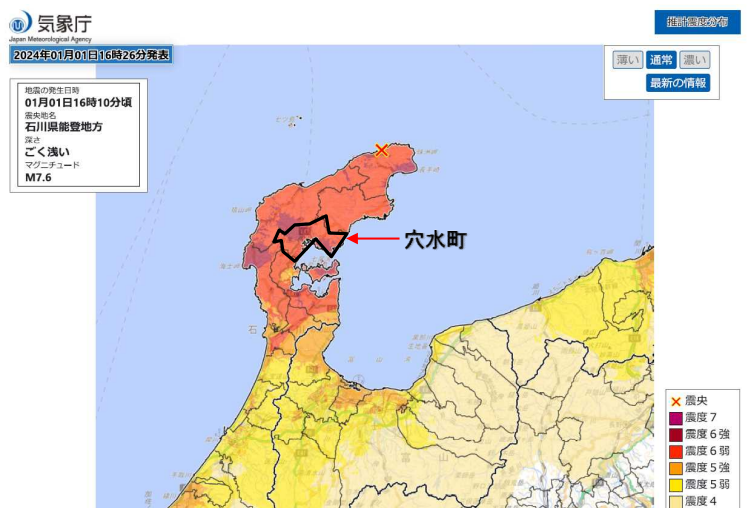 気象庁
Japan Meteorological Agency
推計震度分布
2024年01月01日16時26分発表
薄い 通常 濃い
最新の情報
地震の発生日時
01月01日16時10分頃
震央地名
石川県能登地方
深さ
ごく浅い
マグニチュード
M7.6
穴水町
石
富
山
震央
震度7
震度6強
震度6弱
震度5強
震度5弱
震度4